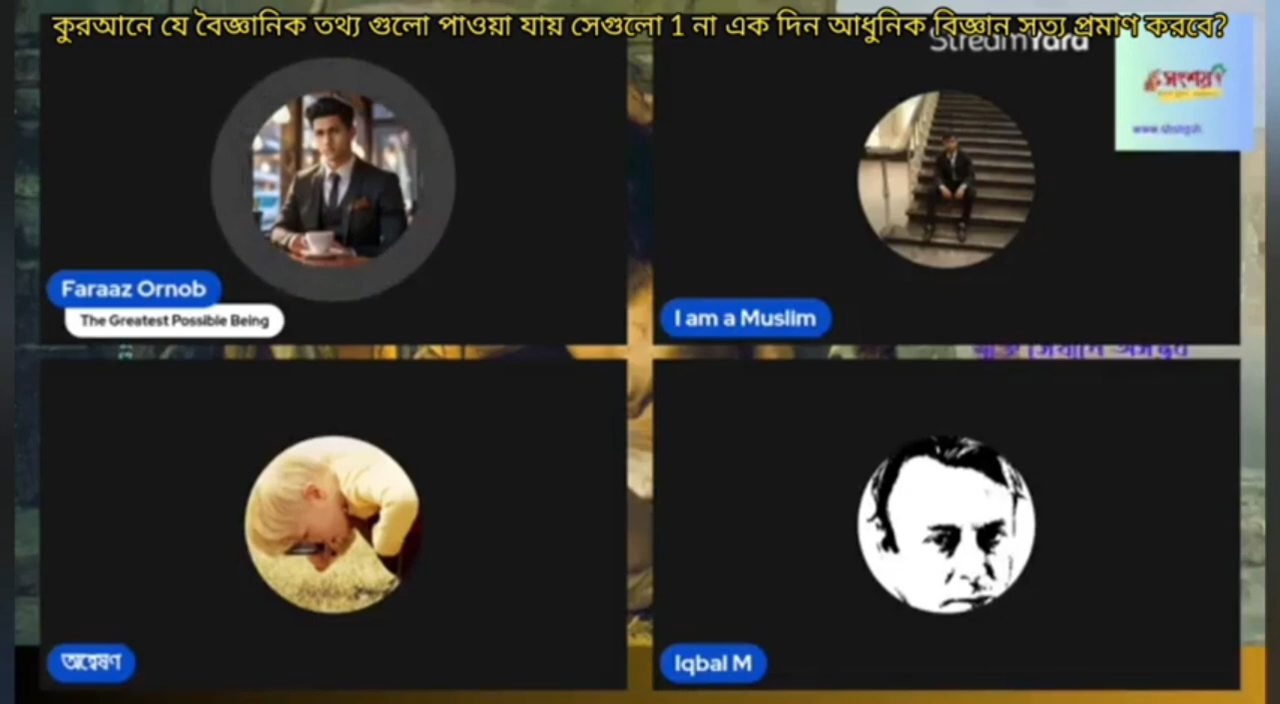 কুরআনে যে বৈজ্ঞানিক তথ্য গুলো পাওয়া যায় সেগুলো 1 না এক দিন আধুনিক বিজ্ঞান সত্য প্রমাণ করবে?
StreamYard
সংশয়
Faraaz Ornob
The Greatest Possible Being
I am a Muslim
অন্বেষণ
Iqbal M